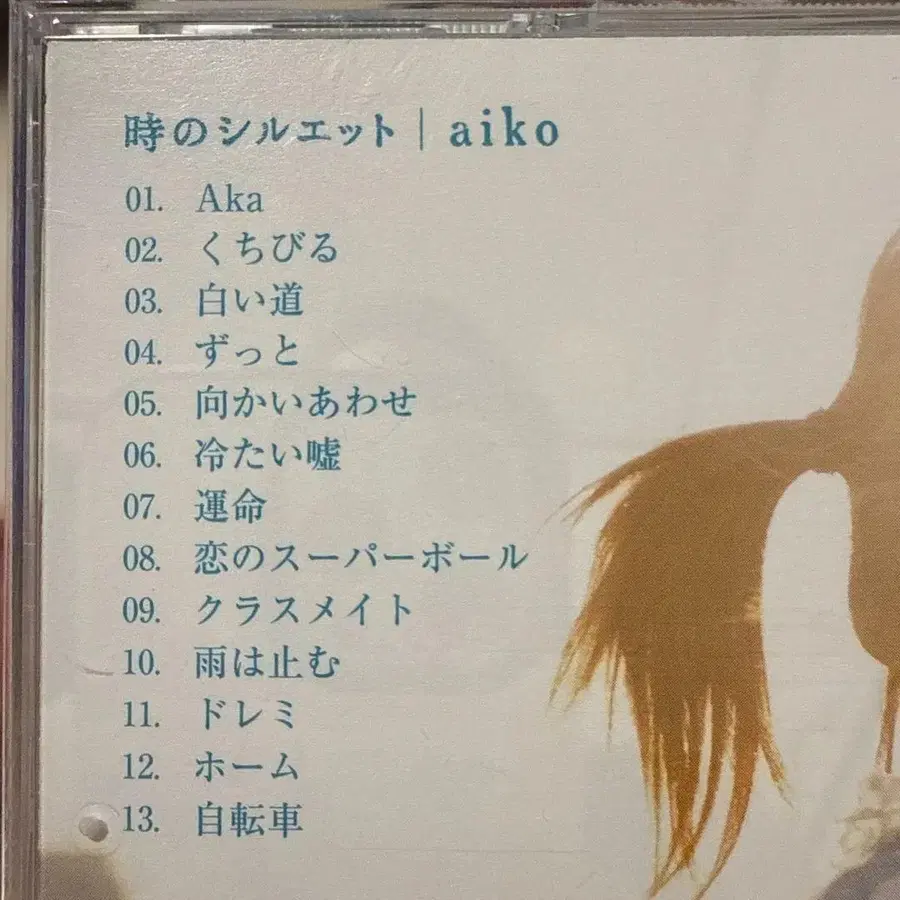 時のシルエット | aiko
01. Aka
02. くちびる
03. 白い道
04. ずっと
05. 向かいあわせ
06. 冷たい嘘
07. 運命
08. 恋のスーパーボール
09. クラスメイト
10. 雨は止む
11. ドレミ
12. ホーム
13. 自転車